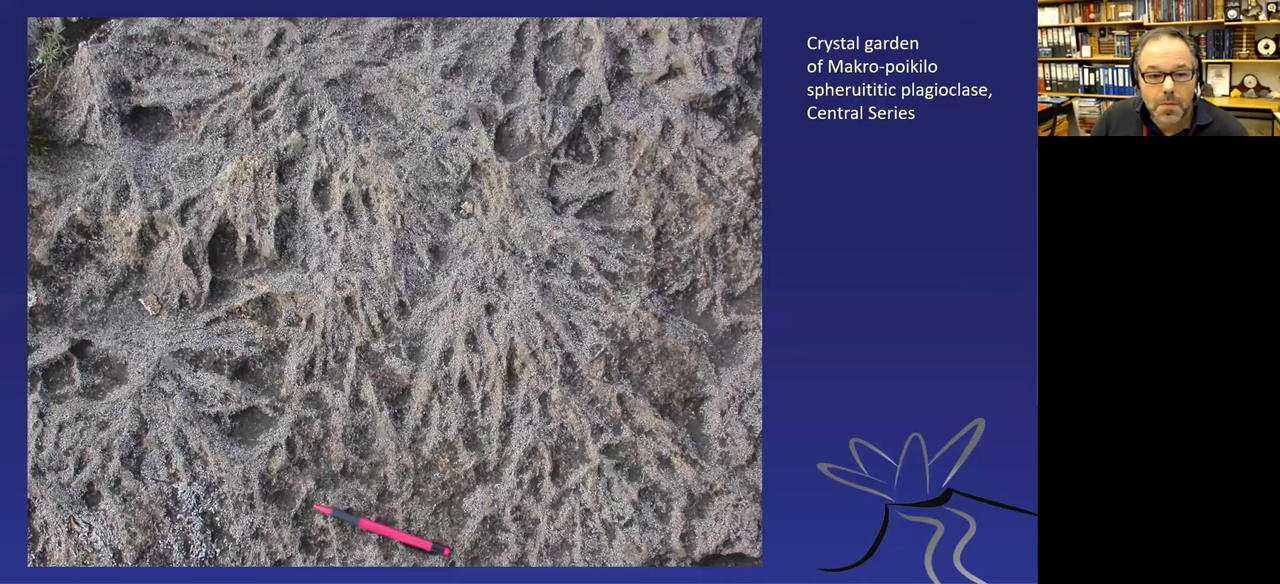 Crystal garden
of Makro-poikilo
spheruititic plagioclase,
Central Series